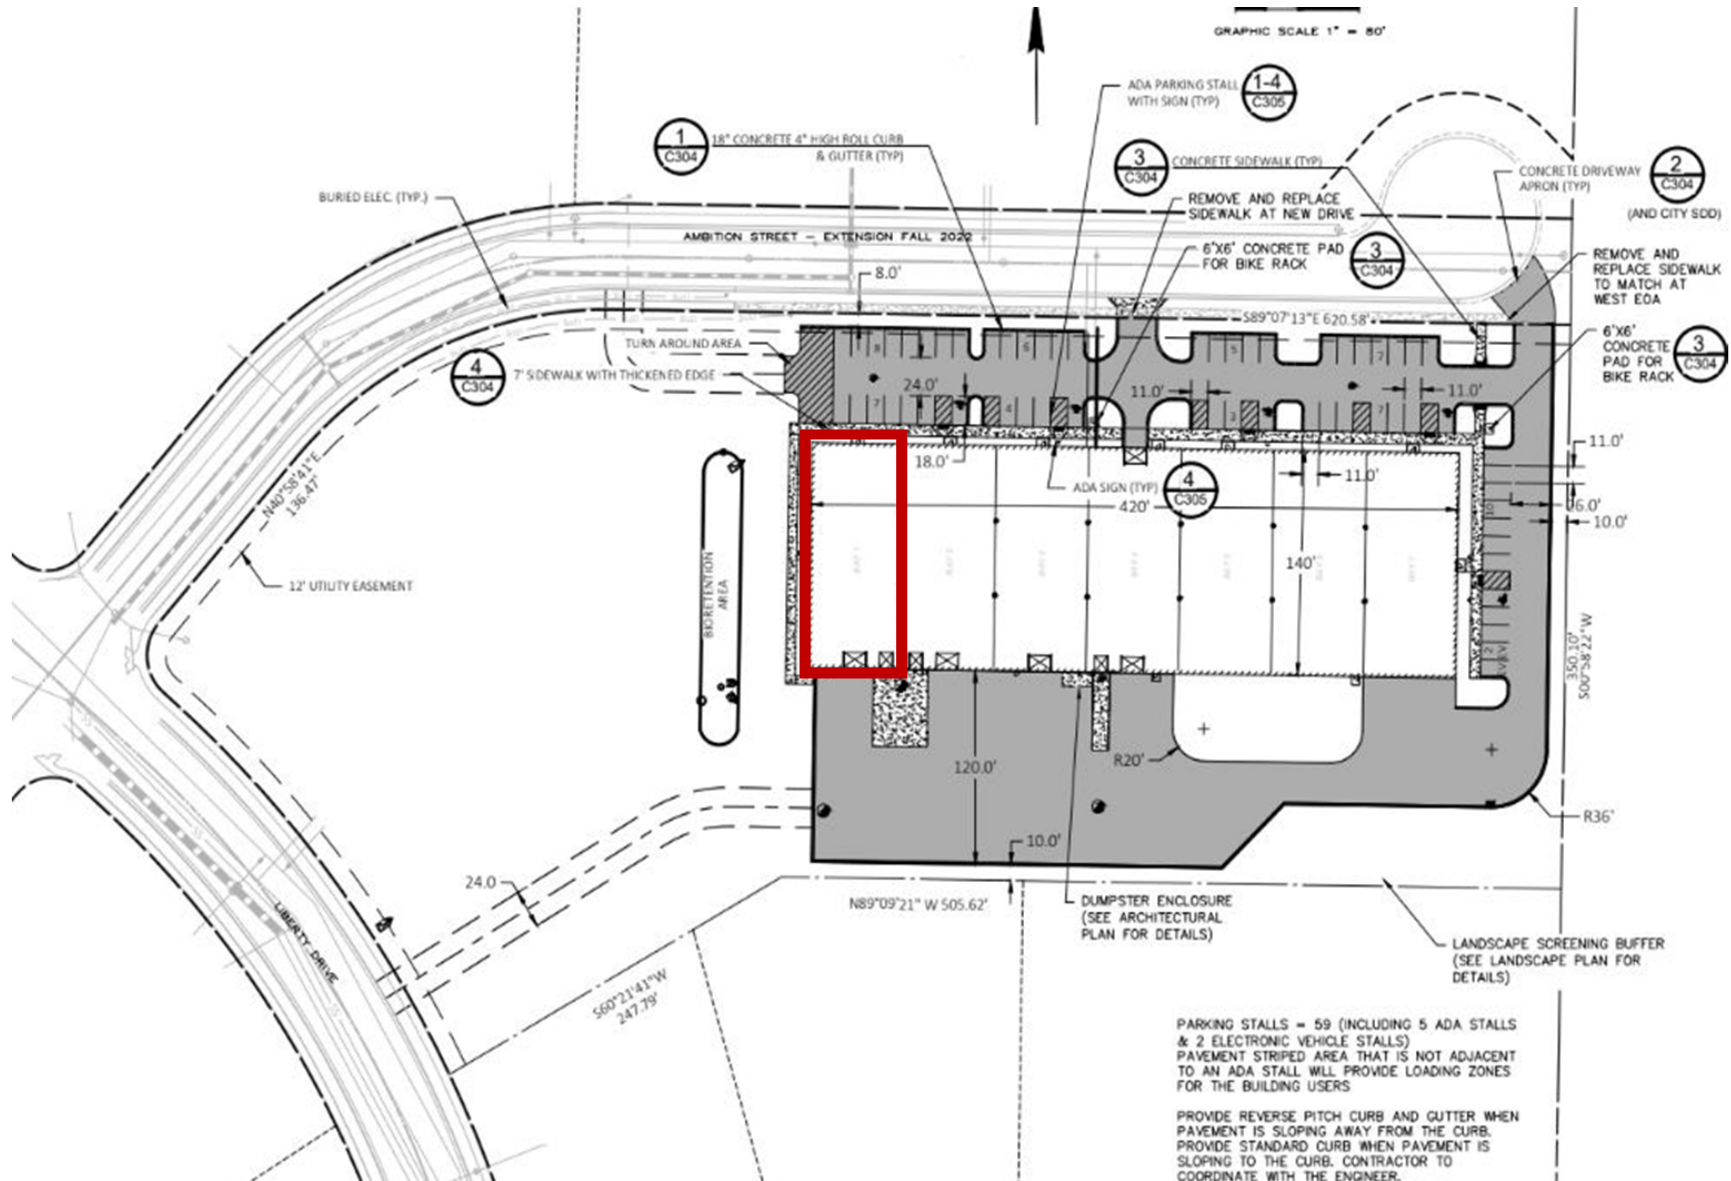 GRAPHIC SCALE 1" = 80'
ADA PARKING STALL
WITH SIGN (TYP)
1-4
C305
1
C304
18" CONCRETE 4" HIGH ROLL CURB
& GUTTER (TYP)
3
C304
CONCRETE SIDEWALK (TYP)
CONCRETE DRIVEWAY
APRON (TYP)
2
C304
(AND CITY SDD)
BURIED ELEC. (TYP.)
REMOVE AND REPLACE
SIDEWALK AT NEW DRIVE
AMBITION STREET - EXTENSION FALL 2022
6'X6' CONCRETE PAD
FOR BIKE RACK
3
C304
REMOVE AND
REPLACE SIDEWALK
TO MATCH AT
WEST EOA
8.0'
S89°07'13"E 620.58'
6'X6'
CONCRETE
PAD FOR
BIKE RACK
3
C304
TURN AROUND AREA
8
6
5
7
4
C304
7' SIDEWALK WITH THICKENED EDGE
24.0'
11.0'
11.0'
7
4
3
7
11.0'
18.0'
11.0'
ADA SIGN (TYP)
4
C305
420'
10
10.0'
N40°58'41"E
136.47'
BIORETENTION
AREA
140'
12' UTILITY EASEMENT
350.10'
S00°58'22"W
2
R20'
120.0'
R36'
10.0'
24.0
N89°09'21" W 505.62'
DUMPSTER ENCLOSURE
(SEE ARCHITECTURAL
PLAN FOR DETAILS)
LIBERTY DRIVE
LANDSCAPE SCREENING BUFFER
(SEE LANDSCAPE PLAN FOR
DETAILS)
S60°21'41"W
247.79'
PARKING STALLS = 59 (INCLUDING 5 ADA STALLS
& 2 ELECTRONIC VEHICLE STALLS)
PAVEMENT STRIPED AREA THAT IS NOT ADJACENT
TO AN ADA STALL WILL PROVIDE LOADING ZONES
FOR THE BUILDING USERS
PROVIDE REVERSE PITCH CURB AND GUTTER WHEN
PAVEMENT IS SLOPING AWAY FROM THE CURB.
PROVIDE STANDARD CURB WHEN PAVEMENT IS
SLOPING TO THE CURB. CONTRACTOR TO
COORDINATE WITH THE ENGINEER.